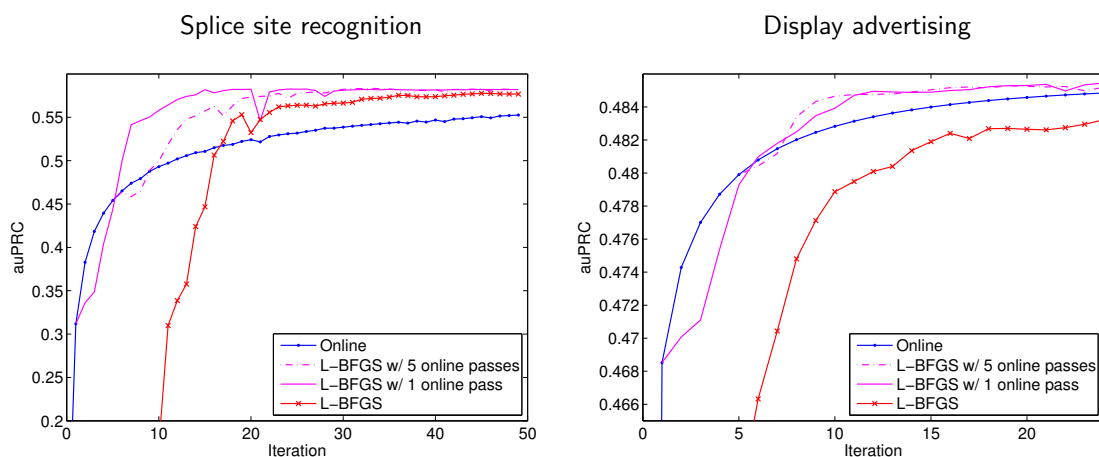 Splice site recognition
0.55
0.5
0.45
0.4
0.35
0.3
0.25
0.2
auPRC
0 10 20 30 40 50
Iteration
Online
L−BFGS w/ 5 online passes
L−BFGS w/ 1 online pass
L−BFGS
Display advertising
0.484
0.482
0.48
0.478
0.476
0.474
0.472
0.47
0.468
0.466
auPRC
0 5 10 15 20
Iteration
Online
L−BFGS w/ 5 online passes
L−BFGS w/ 1 online pass
L−BFGS